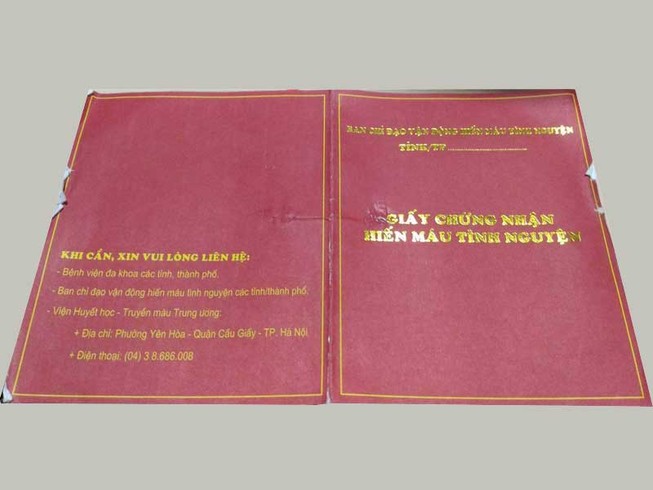 KHI CẦN, XIN VUI LÒNG LIÊN HỆ:
- Bệnh viện đa khoa các tỉnh, thành phố.
- Ban chỉ đạo vận động hiến máu tình nguyện các tỉnh/thành phố.
- Viện Huyết học - Truyền máu Trung ương:
+ Địa chỉ: Phường Yên Hòa - Quận Cầu Giấy - TP. Hà Nội
+ Điện thoại: (04) 3 8.686.008
BAN CHỈ ĐẠO VẬN ĐỘNG HIẾN MÁU TÌNH NGUYỆN
TỈNH/TP ........................
GIẤY CHỨNG NHẬN
HIẾN MÁU TÌNH NGUYỆN